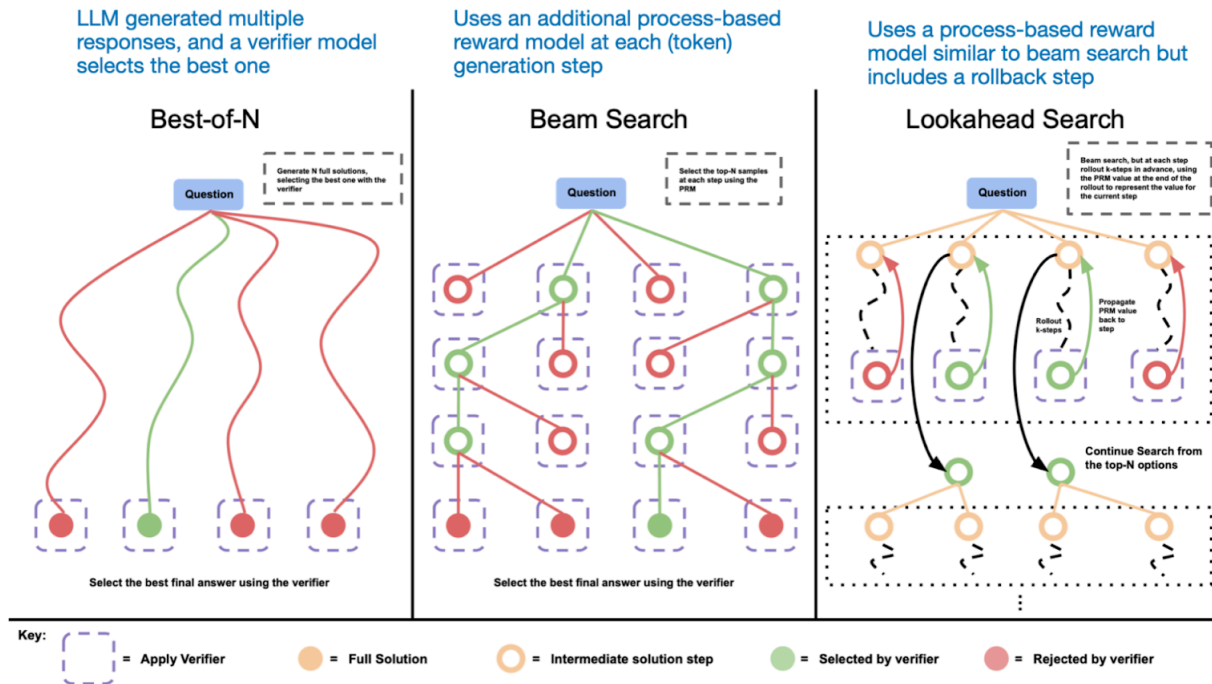 LLM generated multiple
responses, and a verifier model
selects the best one
Uses an additional process-based
reward model at each (token)
generation step
Uses a process-based reward
model similar to beam search but
includes a rollback step
Best-of-N
Generate N full solutions,
selecting the best one with the
verifier
Question
Select the best final answer using the verifier
Beam Search
Select the top-N samples
at each step using the
PRM
Question
Select the best final answer using the verifier
Lookahead Search
Beam search, but at each step
rollout k-steps in advance, using
the PRM value at the end of the
rollout to represent the value for
the current step
Question
Rollout
k-steps
Propagate
PRM value
back to
step
Continue Search from
the top-N options
Key:
= Apply Verifier
= Full Solution
= Intermediate solution step
= Selected by verifier
= Rejected by verifier